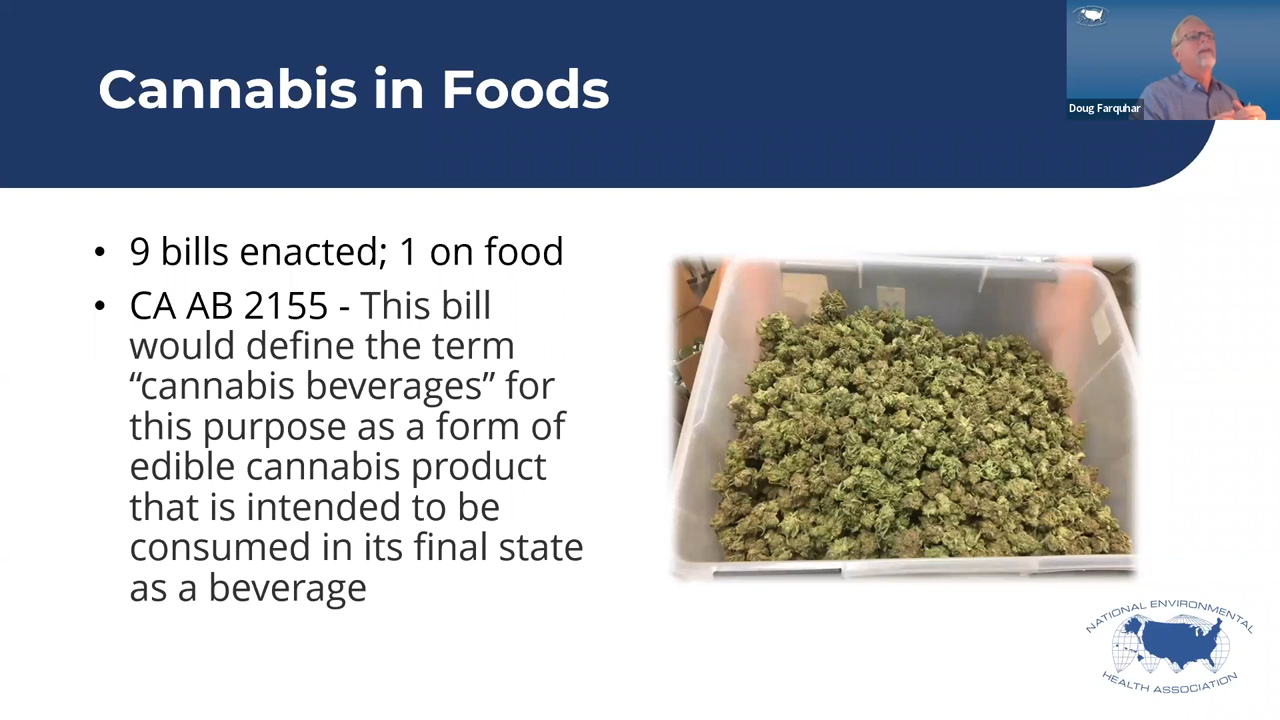 Cannabis in Foods
Doug Farquhar
• 9 bills enacted; 1 on food
• CA AB 2155 - This bill
would define the term
“cannabis beverages” for
this purpose as a form of
edible cannabis product
that is intended to be
consumed in its final state
as a beverage
NATIONAL ENVIRONMENTAL
HEALTH ASSOCIATION